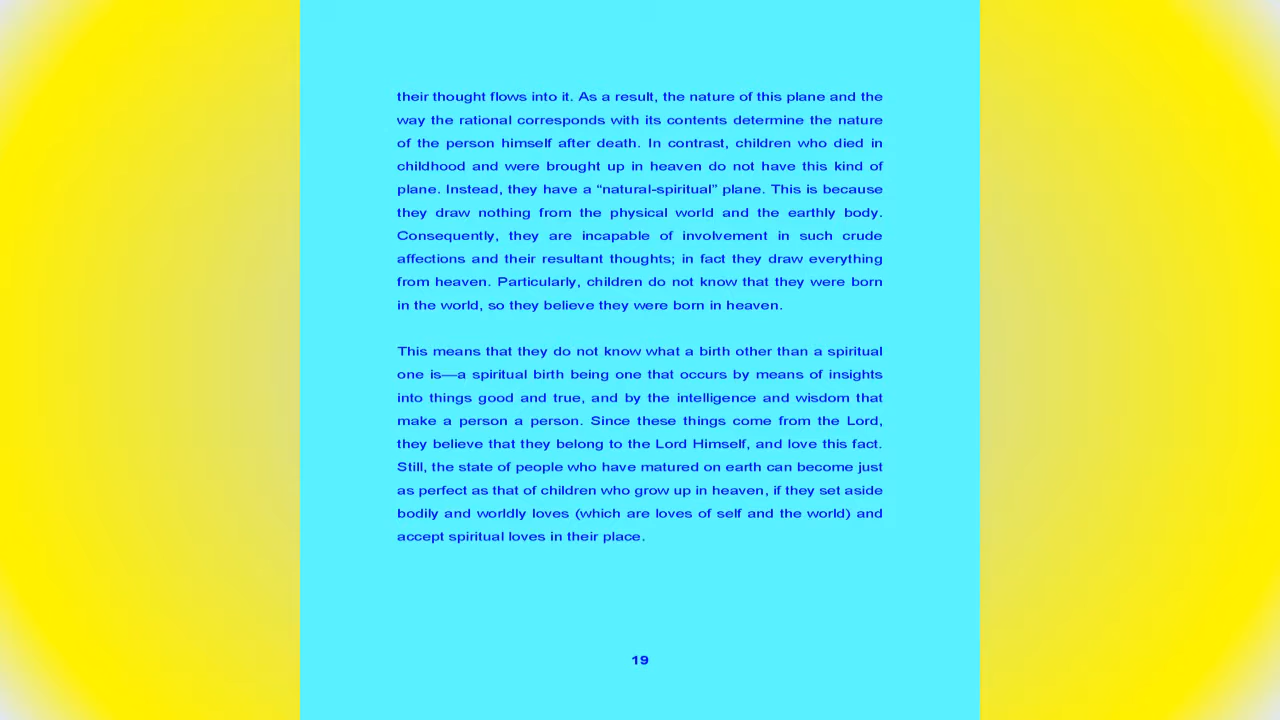 their thought flows into it. As a result, the nature of this plane and the
way the rational corresponds with its contents determine the nature
of the person himself after death. In contrast, children who died in
childhood and were brought up in heaven do not have this kind of
plane. Instead, they have a “natural-spiritual” plane. This is because
they draw nothing from the physical world and the earthly body.
Consequently, they are incapable of involvement in such crude
affections and their resultant thoughts; in fact they draw everything
from heaven. Particularly, children do not know that they were born
in the world, so they believe they were born in heaven.
This means that they do not know what a birth other than a spiritual
one is—a spiritual birth being one that occurs by means of insights
into things good and true, and by the intelligence and wisdom that
make a person a person. Since these things come from the Lord,
they believe that they belong to the Lord Himself, and love this fact.
Still, the state of people who have matured on earth can become just
as perfect as that of children who grow up in heaven, if they set aside
bodily and worldly loves (which are loves of self and the world) and
accept spiritual loves in their place.
19